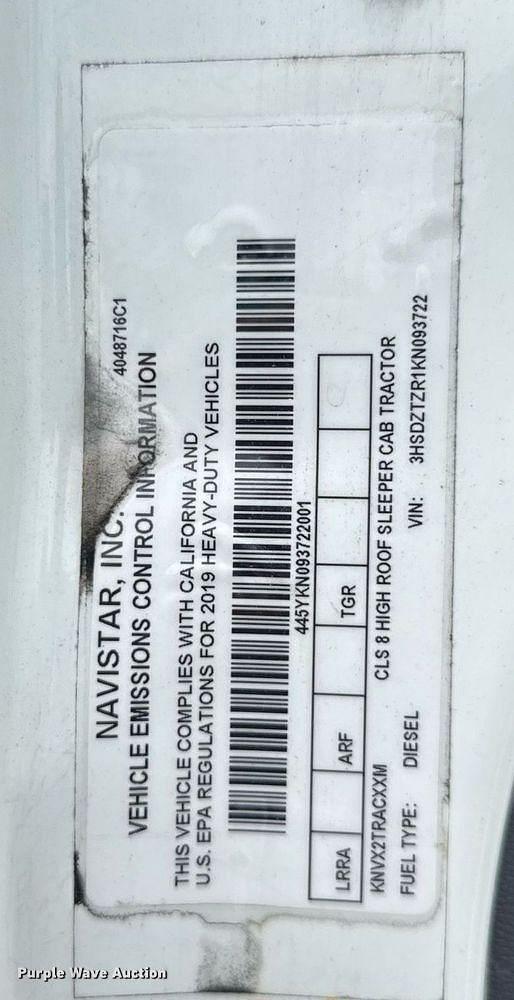 4048716C1
NAVISTAR, INC.
VEHICLE EMISSIONS CONTROL INFORMATION
THIS VEHICLE COMPLIES WITH CALIFORNIA AND
U.S. EPA REGULATIONS FOR 2019 HEAVY-DUTY VEHICLES
445YKN093722001
LRRA ARF TGR
KNVX2TRACXXM CLS 8 HIGH ROOF SLEEPER CAB TRACTOR
FUEL TYPE: DIESEL VIN: 3HSDZTZR1KN093722
Purple Wave Auction